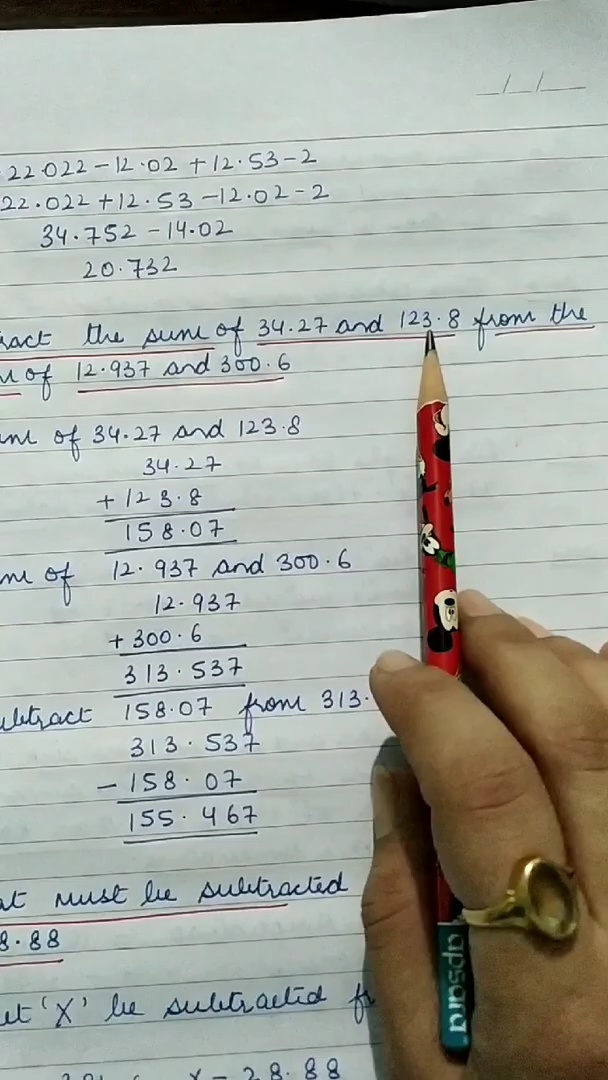 __/__/____
22.022 - 12.02 + 12.53 - 2
22.022 + 12.53 - 12.02 - 2
34.752 - 14.02
20.732
the sum of 34.27 and 123.8 from the
of 12.937 and 300.6
of 34.27 and 123.8
34.27
+ 123.8
158.07
of 12.937 and 300.6
12.937
+ 300.6
313.537
158.07 from 313.
313.537
- 158.07
155.467
must be subtracted
8.88
'X' be subtracted
x - 28.88
apsara